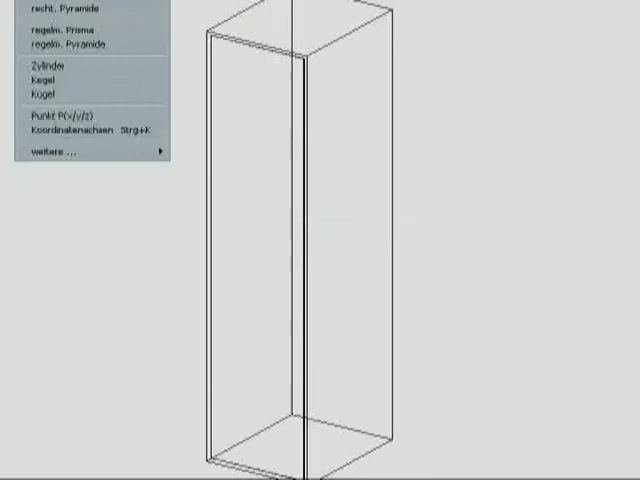 recht. Pyramide
regelm. Prisma
regelm. Pyramide
Zylinder
Kegel
Kugel
Punkt P(x/y/z)
Koordinatenachsen Strg+K
weitere ...